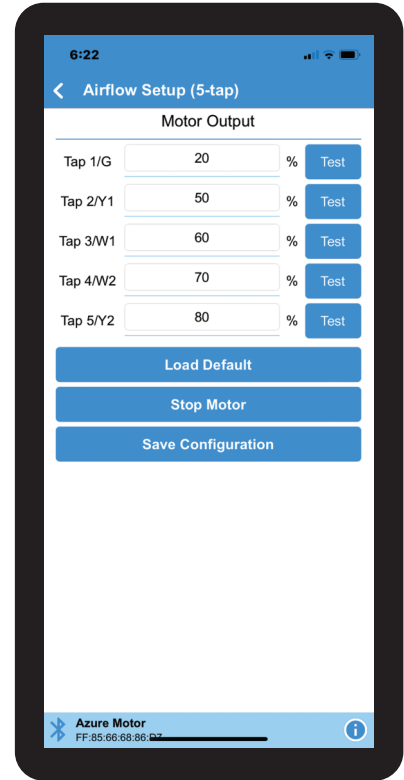 6:22
Airflow Setup (5-tap)
Motor Output
Tap 1/G 20 % Test
Tap 2/Y1 50 % Test
Tap 3/W1 60 % Test
Tap 4/W2 70 % Test
Tap 5/Y2 80 % Test
Load Default
Stop Motor
Save Configuration
Azure Motor
FF:85:66:68:86:D7